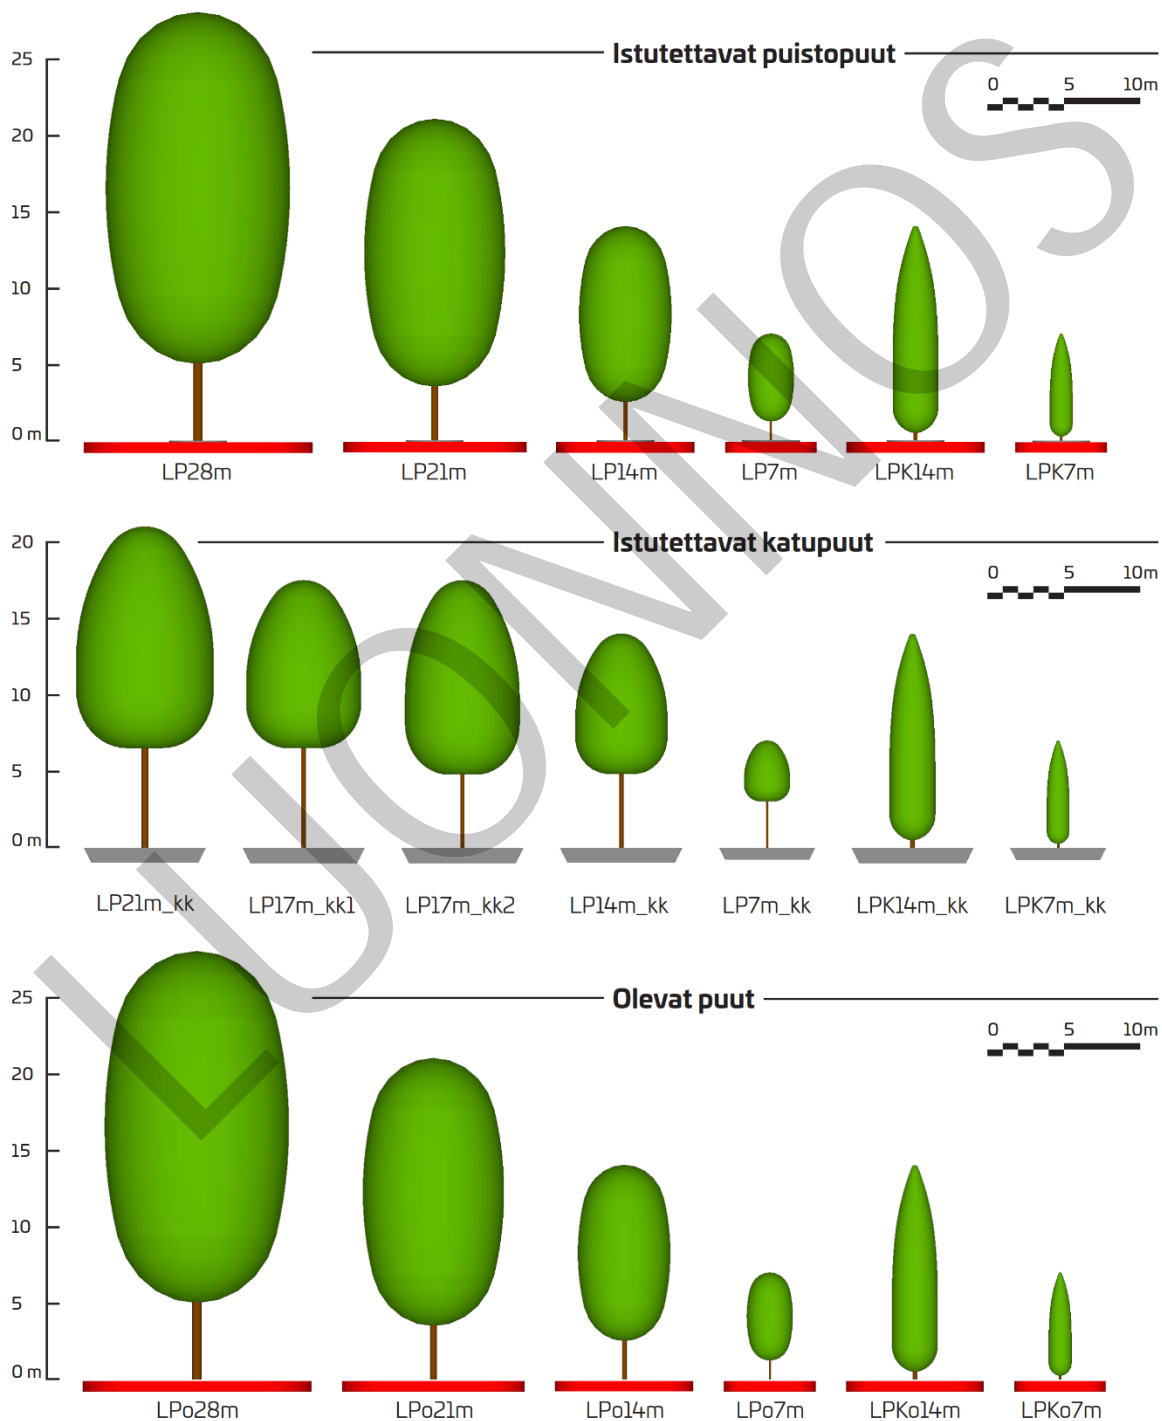 Istutettavat puistopuut
25
20
15
10
5
0 m
0 5 10m
LP28m LP21m LP14m LP7m LPK14m LPK7m
Istutettavat katupuut
20
15
10
5
0 m
0 5 10m
LP21m_kk LP17m_kk1 LP17m_kk2 LP14m_kk LP7m_kk LPK14m_kk LPK7m_kk
Olevat puut
25
20
15
10
5
0 m
0 5 10m
LPo28m LPo21m LPo14m LPo7m LPKo14m LPKo7m
LUONNOS